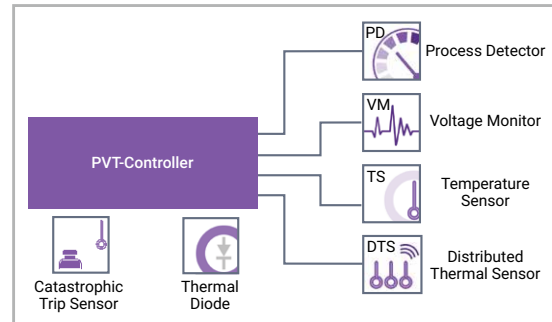 PD
Process Detector
VM
Voltage Monitor
PVT-Controller
TS
Temperature
Sensor
DTS
Distributed
Thermal Sensor
Catastrophic
Trip Sensor
Thermal
Diode